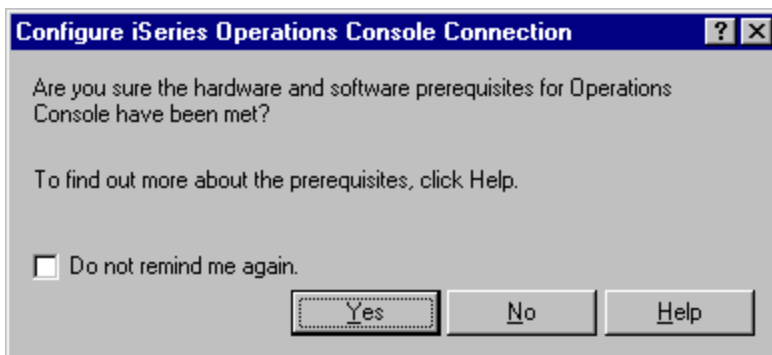 Configure iSeries Operations Console Connection
Are you sure the hardware and software prerequisites for Operations
Console have been met?
To find out more about the prerequisites, click Help.
Do not remind me again.
Yes No Help